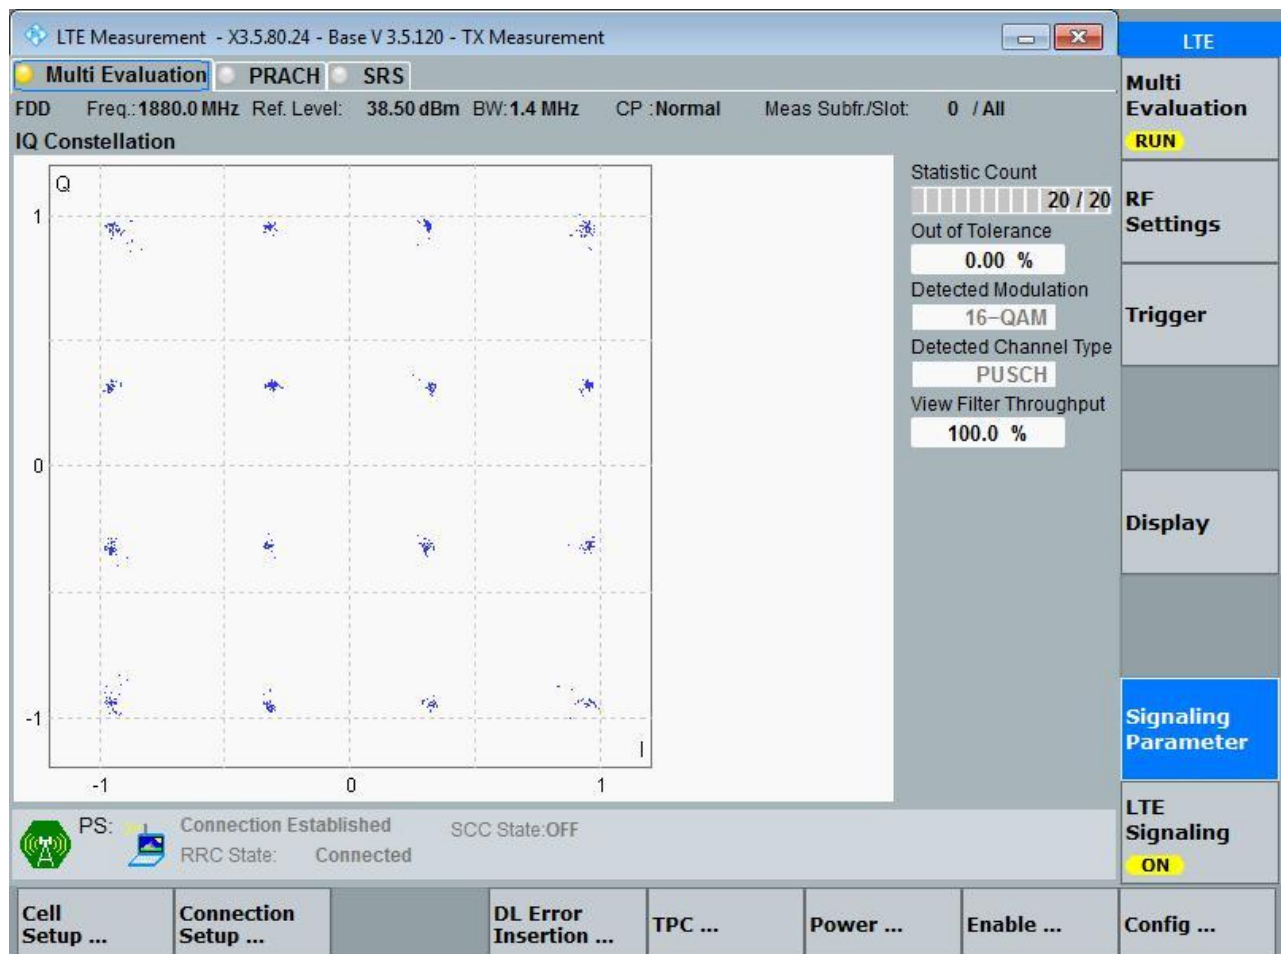 LTE Measurement - X3.5.80.24 - Base V 3.5.120 - TX Measurement
LTE
Multi Evaluation PRACH SRS
FDD Freq.:1880.0 MHz Ref. Level: 38.50 dBm BW:1.4 MHz CP :Normal Meas Subfr./Slot: 0 / All
IQ Constellation
Q
1
0
-1
-1 0 1
I
Statistic Count
20 / 20
Out of Tolerance
0.00 %
Detected Modulation
16-QAM
Detected Channel Type
PUSCH
View Filter Throughput
100.0 %
Multi
Evaluation
RUN
RF
Settings
Trigger
Display
Signaling
Parameter
LTE
Signaling
ON
PS: Connection Established SCC State:OFF
RRC State: Connected
Cell
Setup ...
Connection
Setup ...
DL Error
Insertion ...
TPC ...
Power ...
Enable ...
Config ...